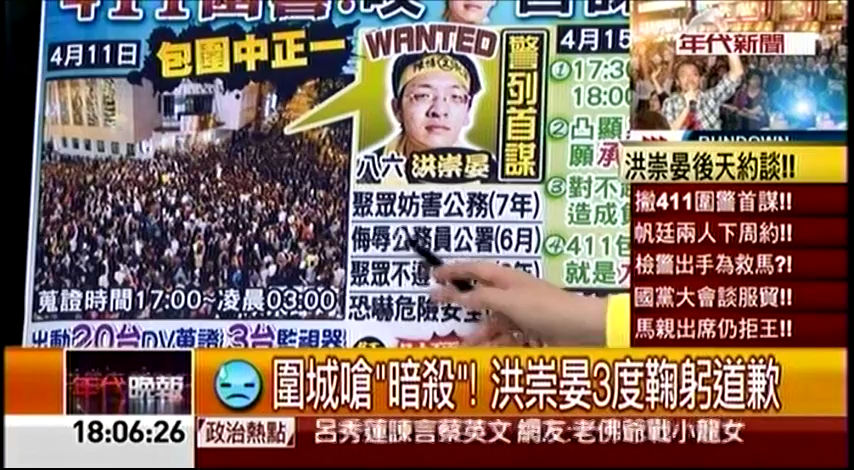 4月11日
包圍中正一
WANTED
警列首謀
八六 洪崇晏
聚眾妨害公務(7年)
侮辱公務員公署(6月)
聚眾不
恐嚇危險安全
蒐證時間17:00~凌晨03:00
出動20台DV蒐證 3台監視器
4月15
①17:30
18:00
②凸顯
願承
③對不
造成
④411包
就是
年代新聞
RUNDOWN
洪崇晏後天約談!!
撇411圍警首謀!!
帆廷兩人下周約!!
檢警出手為救馬?!
國黨大會談服貿!!
馬親出席仍拒王!!
年代晚報
圍城嗆"暗殺"! 洪崇晏3度鞠躬道歉
18:06:26
政治熱點
呂秀蓮諫言蔡英文 網友:老佛爺戰小龍女